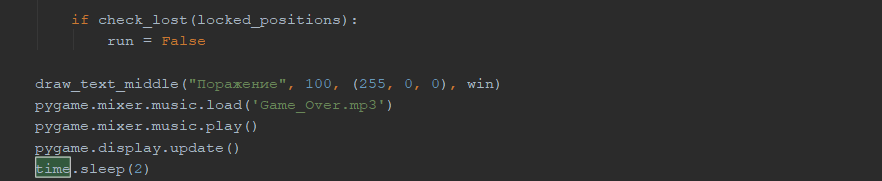 if check_lost(locked_positions):
run = False
draw_text_middle("Поражение", 100, (255, 0, 0), win)
pygame.mixer.music.load('Game_Over.mp3')
pygame.mixer.music.play()
pygame.display.update()
time.sleep(2)